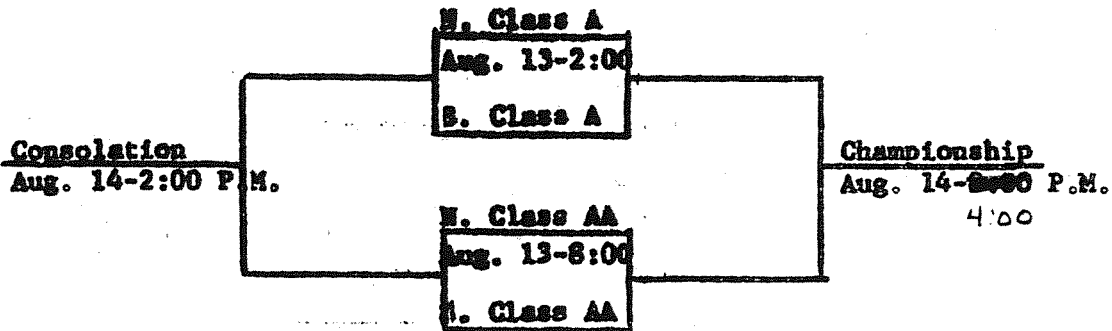 N. Class A
Aug. 13-2:00
S. Class A
Consolation
Aug. 14-2:00 P.M.
Championship
Aug. 14- P.M.
4:00
N. Class AA
Aug. 13-8:00
Class AA